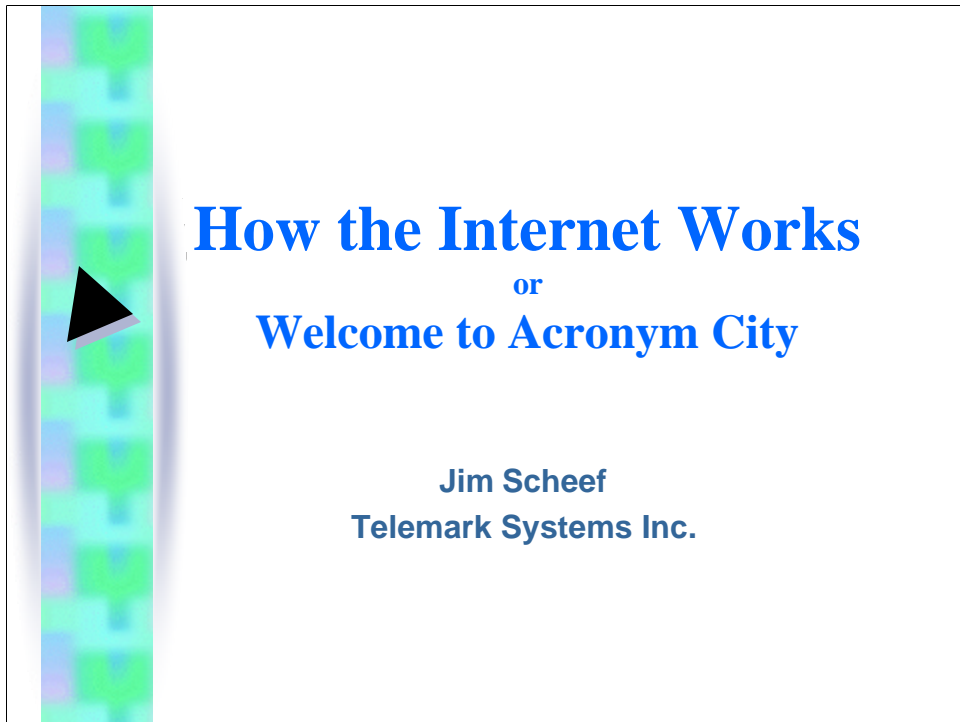 How the Internet Works
or
Welcome to Acronym City
Jim Scheef
Telemark Systems Inc.